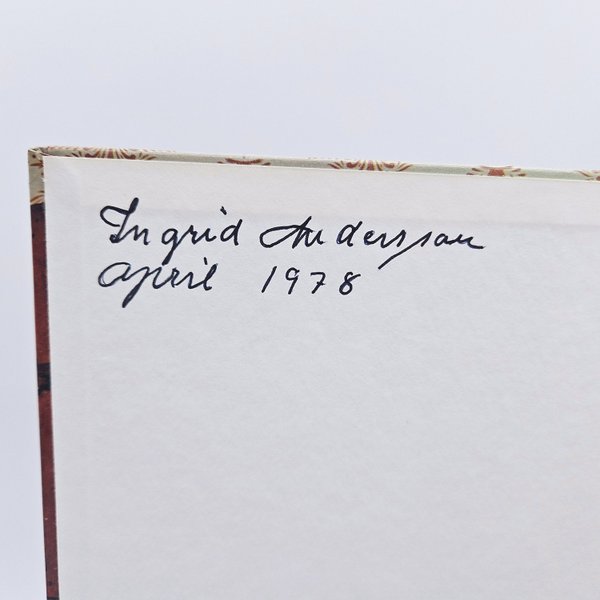 Ingrid Andersson
April 1978